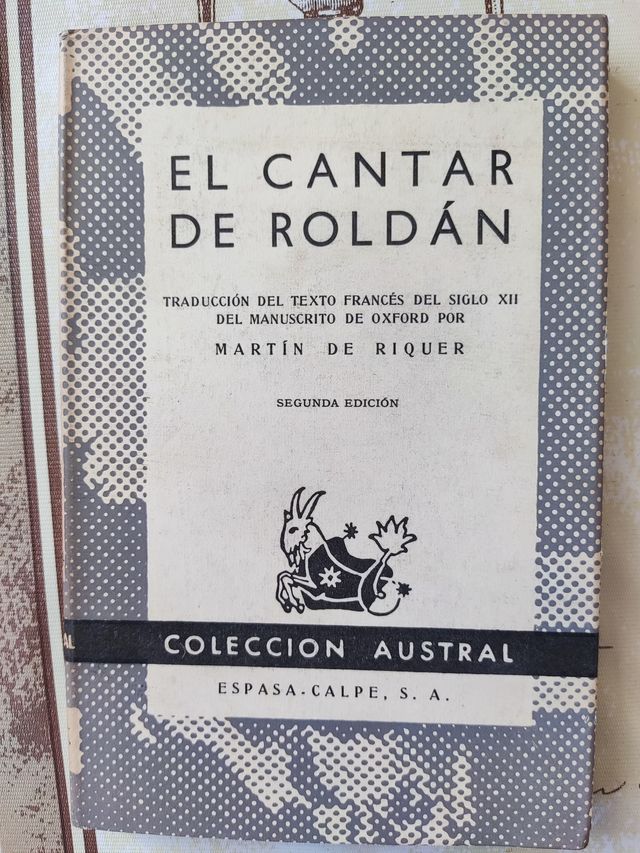 EL CANTAR
DE ROLDÁN
TRADUCCIÓN DEL TEXTO FRANCÉS DEL SIGLO XII
DEL MANUSCRITO DE OXFORD POR
MARTÍN DE RIQUER
SEGUNDA EDICIÓN
COLECCION AUSTRAL
ESPASA-CALPE, S. A.